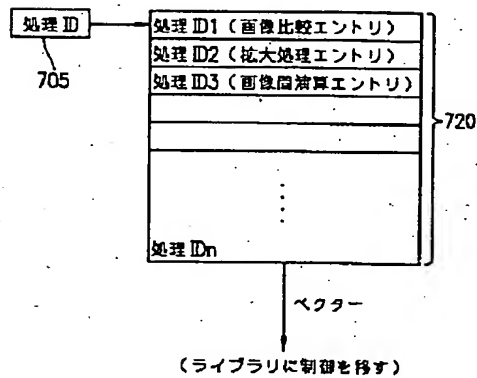 処理ID
705
処理ID1(画像比較エントリ)
処理ID2(拡大処理エントリ)
処理ID3(画像間演算エントリ)
720
処理IDn
ベクター
(ライブラリに制御を移す)